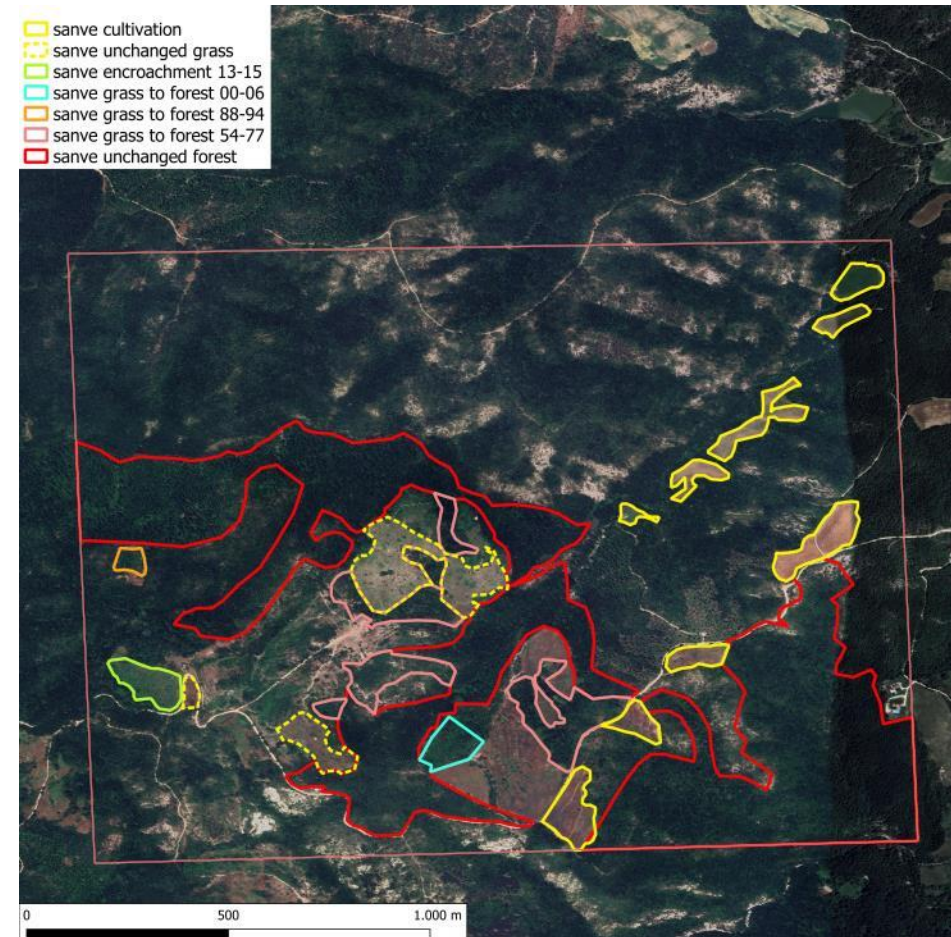 sanve cultivation
sanve unchanged grass
sanve encroachment 13-15
sanve grass to forest 00-06
sanve grass to forest 88-94
sanve grass to forest 54-77
sanve unchanged forest
0 500 1.000 m